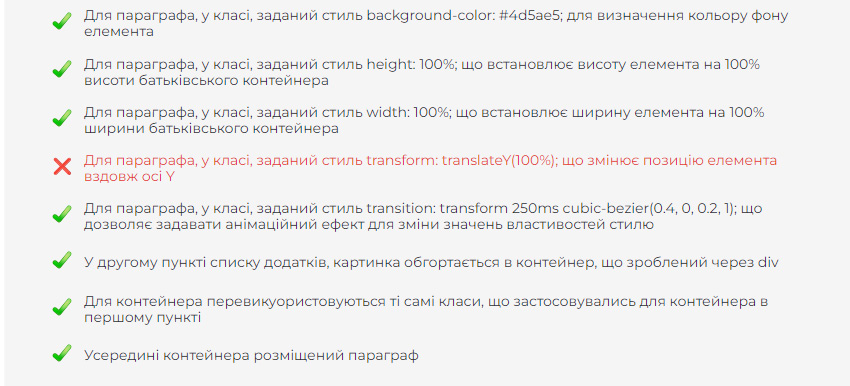 Для параграфа, у класі, заданий стиль background-color: #4d5ae5; для визначення кольору фону
елемента
Для параграфа, у класі, заданий стиль height: 100%; що встановлює висоту елемента на 100%
висоти батьківського контейнера
Для параграфа, у класі, заданий стиль width: 100%; що встановлює ширину елемента на 100%
ширини батьківського контейнера
Для параграфа, у класі, заданий стиль transform: translateY(100%); що змінює позицію елемента
вздовж осі Y
Для параграфа, у класі, заданий стиль transition: transform 250ms cubic-bezier(0.4, 0, 0.2, 1); що
дозволяє задавати анімаційний ефект для зміни значень властивостей стилю
У другому пункті списку додатків, картинка обгортається в контейнер, що зроблений через div
Для контейнера перевикуористовуються ті самі класи, що застосовувались для контейнера в
першому пункті
Усередині контейнера розміщений параграф